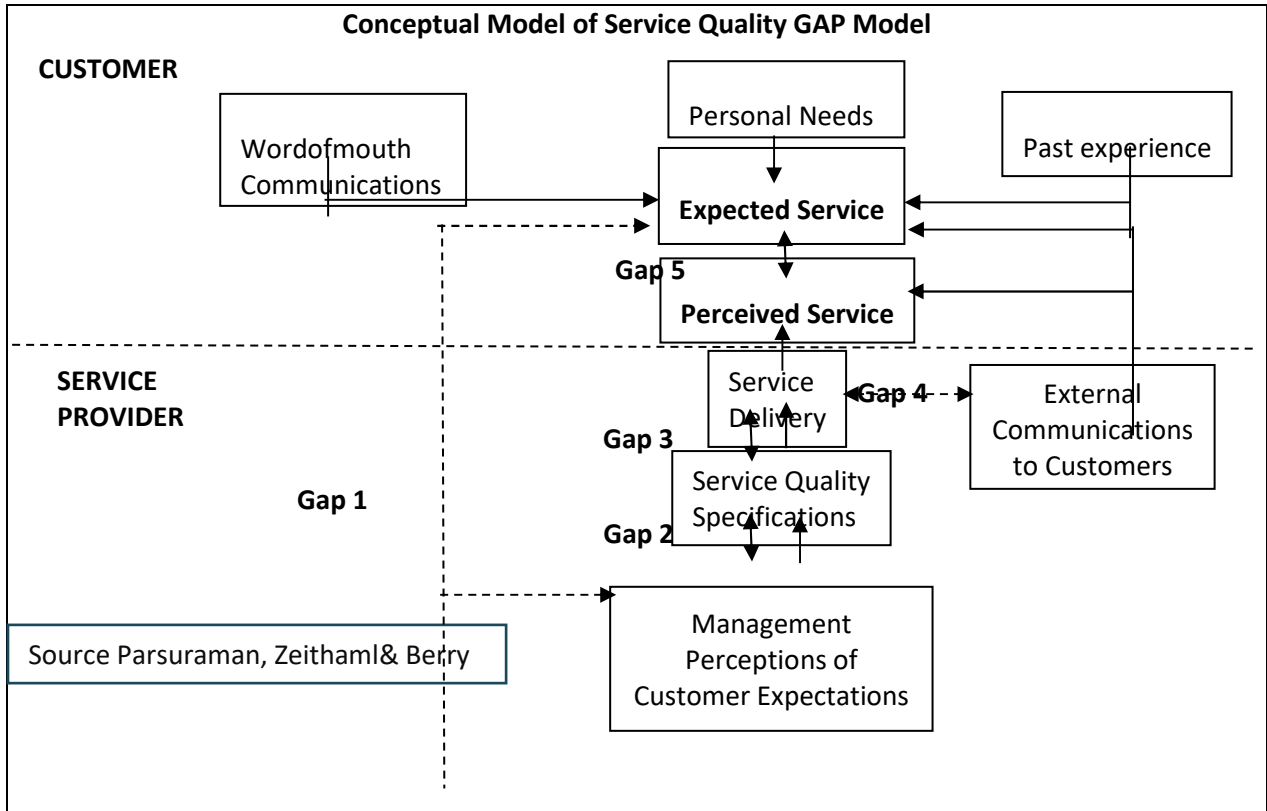 Conceptual Model of Service Quality GAP Model
CUSTOMER
Wordofmouth
Communications
Personal Needs
Past experience
Expected Service
Gap 5
Perceived Service
SERVICE
PROVIDER
Service
Delivery
Gap 4
External
Communications
to Customers
Gap 3
Service Quality
Specifications
Gap 1
Gap 2
Management
Perceptions of
Customer Expectations
Source Parsuraman, Zeithaml& Berry